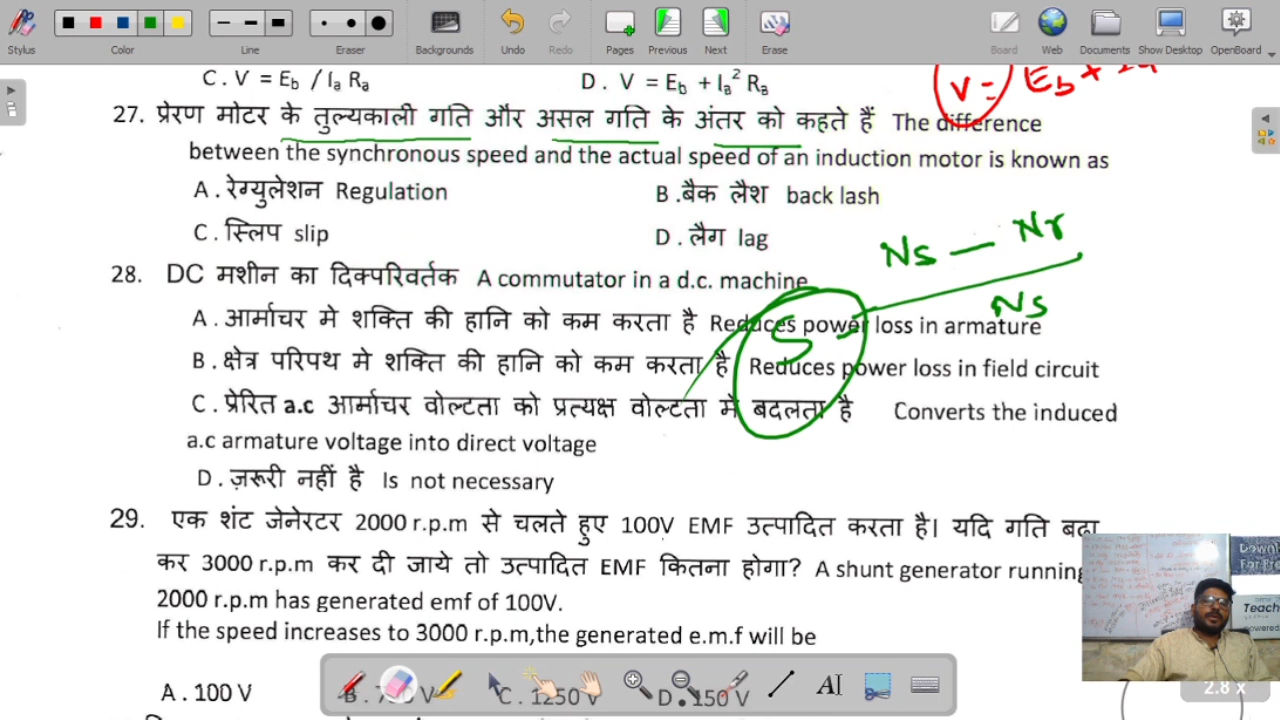 Stylus
Color
Line
Eraser
Backgrounds
Undo
Redo
Pages
Previous
Next
Erase
Board
Web
Documents
Show Desktop
OpenBoard
C. V = Eb / Ia Ra
D. V = Eb + Ia² Ra
V = Eb +
27. प्रेरण मोटर के तुल्यकाली गति और असल गति के अंतर को कहते हैं The difference
between the synchronous speed and the actual speed of an induction motor is known as
A. रेग्युलेशन Regulation
B.बैक लैश back lash
C. स्लिप slip
D. लैग lag
Ns — Nr
Ns
S =
28. DC मशीन का दिक्परिवर्तक A commutator in a d.c. machine
A. आर्माचर मे शक्ति की हानि को कम करता है Reduces power loss in armature
B. क्षेत्र परिपथ मे शक्ति की हानि को कम करता है Reduces power loss in field circuit
C. प्रेरित a.c आर्माचर वोल्टता को प्रत्यक्ष वोल्टता में बदलता है Converts the induced
a.c armature voltage into direct voltage
D. ज़रूरी नहीं है Is not necessary
29. एक शंट जेनेरटर 2000 r.p.m से चलते हुए 100V EMF उत्पादित करता है। यदि गति बढ़ा
कर 3000 r.p.m कर दी जाये तो उत्पादित EMF कितना होगा? A shunt generator running
2000 r.p.m has generated emf of 100V.
If the speed increases to 3000 r.p.m,the generated e.m.f will be
A. 100 V
C. 1250 V
D. 150 V
Teach
powered
2.8 x